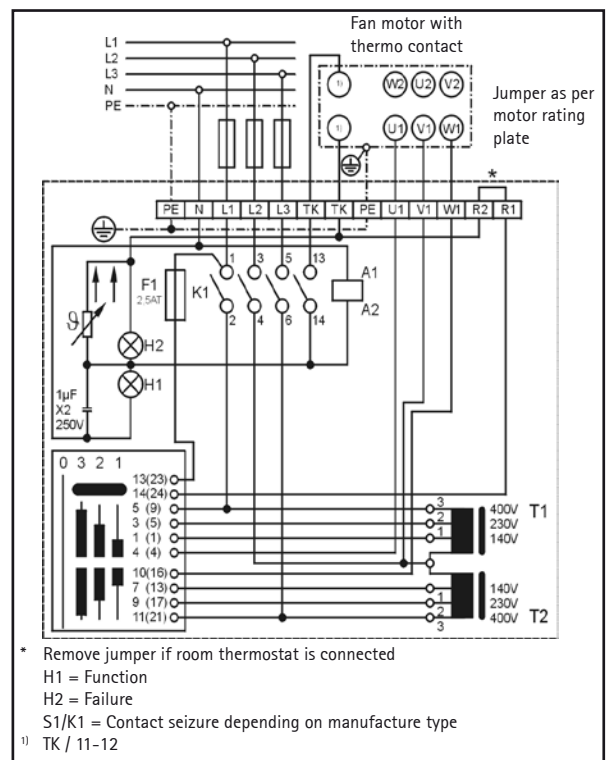 Fan motor with
thermo contact
L1
L2
L3
N
PE
1) W2 U2 V2
Jumper as per
motor rating
plate
1) U1 V1 W1
*
PE N L1 L2 L3 TK TK PE U1 V1 W1 R2 R1
1 3 5 13
F1
2.5AT
K1
A1
A2
2 4 6 14
ϑ
H2
H1
1µF
X2
250V
0 3 2 1
13(23)
14(24)
5 (9)
3 (5)
1 (1)
4 (4)
10(16)
7 (13)
9 (17)
11(21)
3 400V T1
2 230V
1 140V
140V
1 230V
2 400V T2
3
* Remove jumper if room thermostat is connected
H1 = Function
H2 = Failure
S1/K1 = Contact seizure depending on manufacture type
1) TK / 11-12